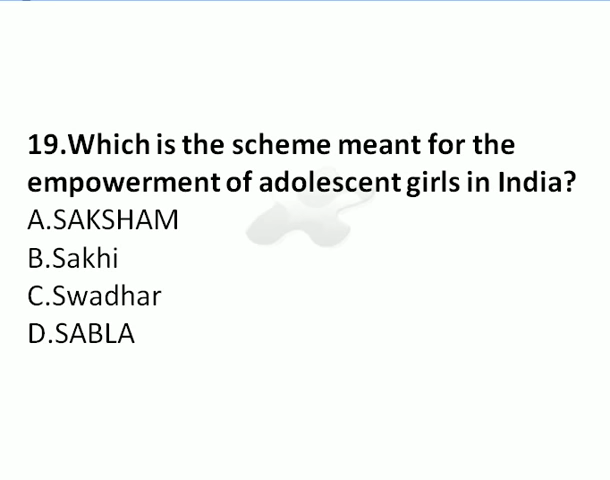 19.Which is the scheme meant for the
empowerment of adolescent girls in India?
A.SAKSHAM
B.Sakhi
C.Swadhar
D.SABLA